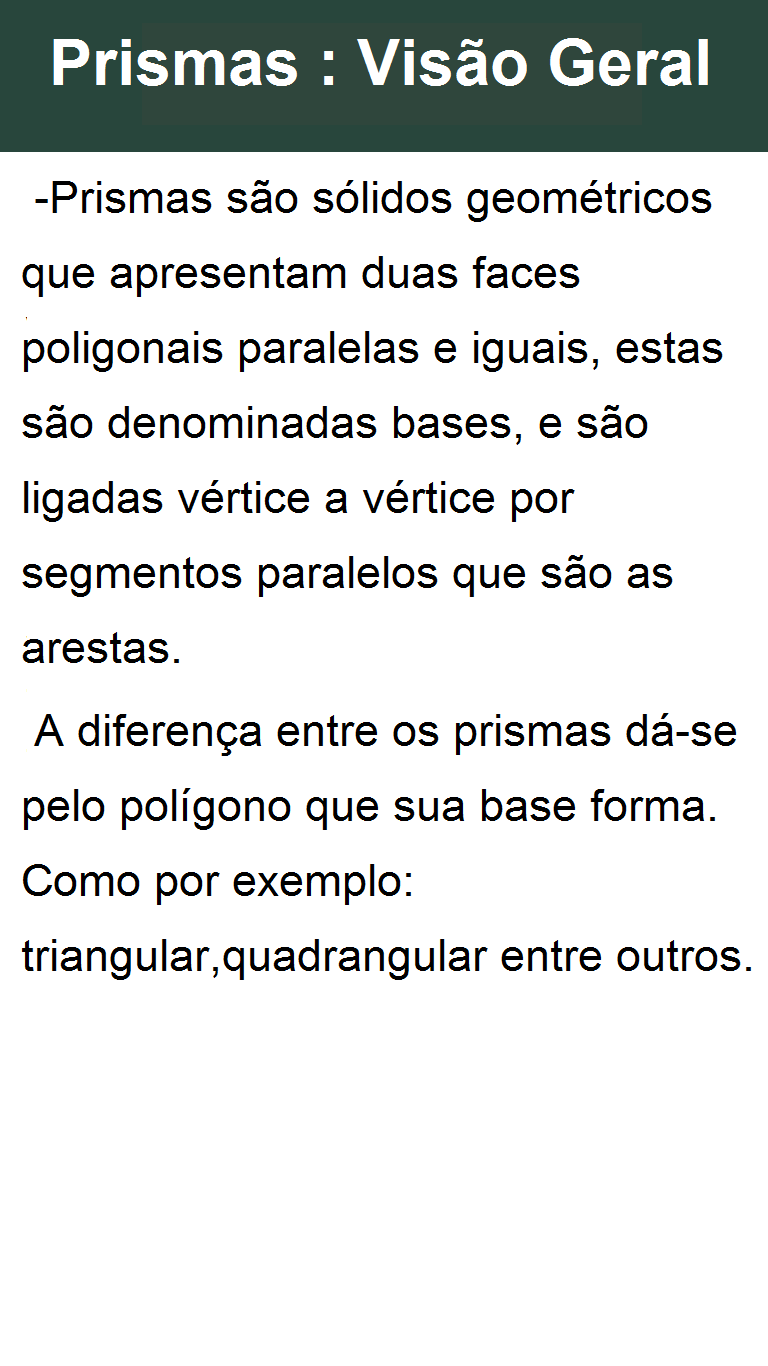 Prismas : Visão Geral
-Prismas são sólidos geométricos
que apresentam duas faces
poligonais paralelas e iguais, estas
são denominadas bases, e são
ligadas vértice a vértice por
segmentos paralelos que são as
arestas.
A diferença entre os prismas dá-se
pelo polígono que sua base forma.
Como por exemplo:
triangular,quadrangular entre outros.